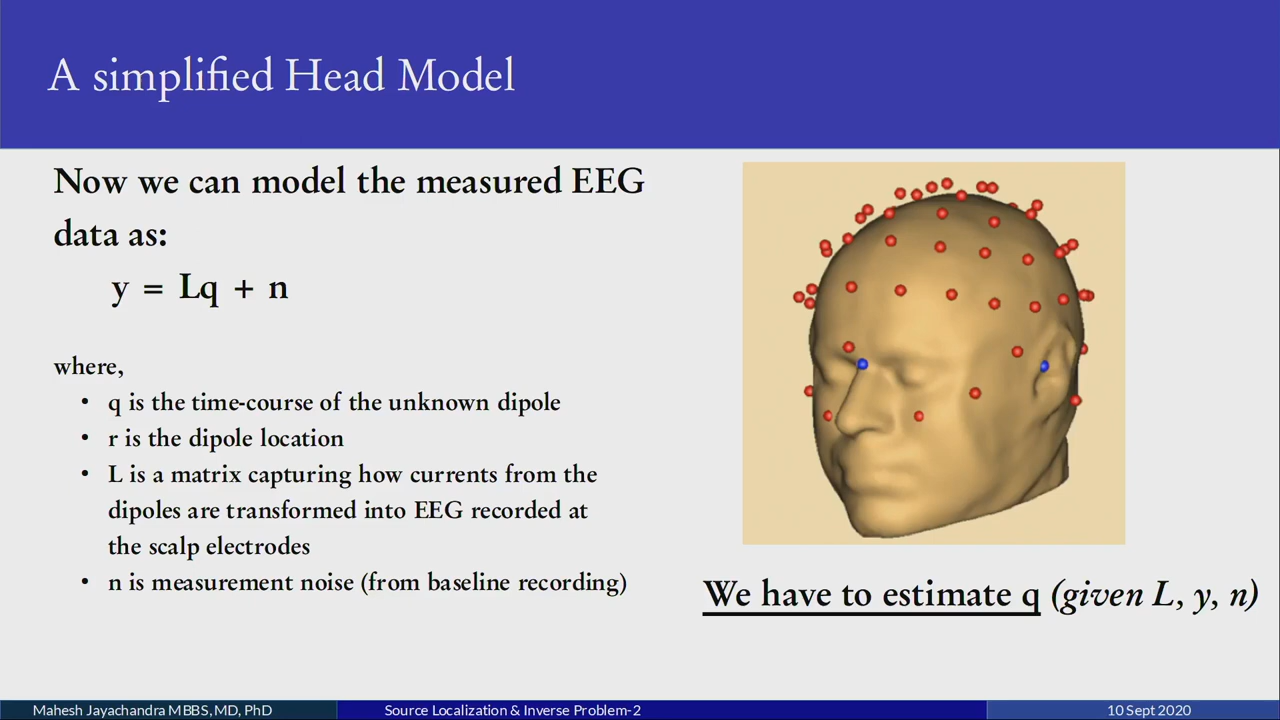 A simplified Head Model
Now we can model the measured EEG
data as:
y = Lq + n
where,
• q is the time-course of the unknown dipole
• r is the dipole location
• L is a matrix capturing how currents from the
dipoles are transformed into EEG recorded at
the scalp electrodes
• n is measurement noise (from baseline recording)
We have to estimate q (given L, y, n)
Mahesh Jayachandra MBBS, MD, PhD
Source Localization & Inverse Problem-2
10 Sept 2020